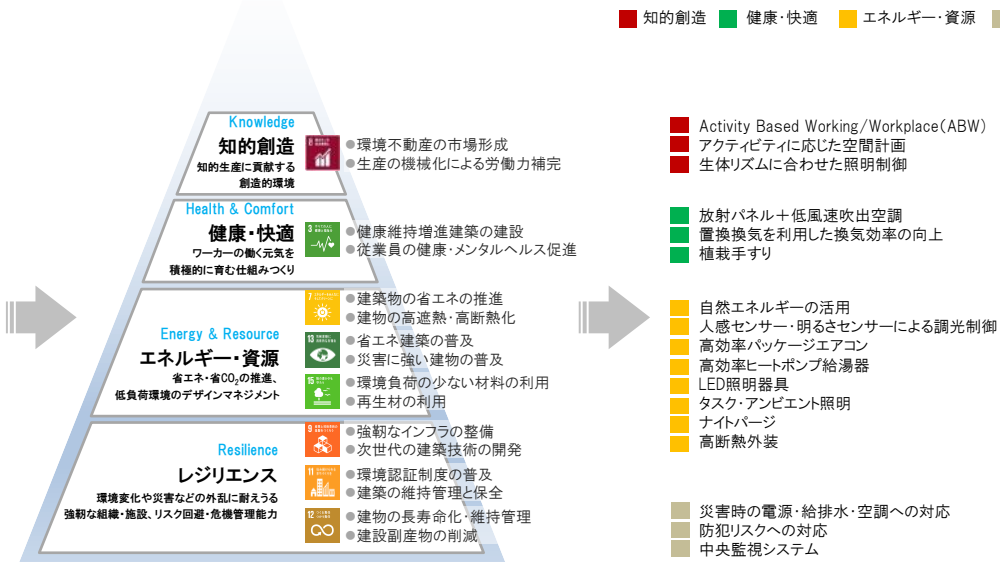 知的創造
健康・快適
エネルギー・資源
Knowledge
知的創造
知的生産に貢献する
創造的環境
8
●環境不動産の市場形成
●生産の機械化による労働力補完
Health & Comfort
健康・快適
ワーカーの働く元気を
積極的に育む仕組みつくり
3
●健康維持増進建築の建設
●従業員の健康・メンタルヘルス促進
Energy & Resource
エネルギー・資源
省エネ・省CO₂の推進、
低負荷環境のデザインマネジメント
7
●建築物の省エネの推進
●建物の高遮熱・高断熱化
13
●省エネ建築の普及
●災害に強い建物の普及
15
●環境負荷の少ない材料の利用
●再生材の利用
Resilience
レジリエンス
環境変化や災害などの外乱に耐えうる
強靭な組織・施設、リスク回避・危機管理能力
9
●強靭なインフラの整備
●次世代の建築技術の開発
11
●環境認証制度の普及
●建築の維持管理と保全
12
●建物の長寿命化・維持管理
●建設副産物の削減
Activity Based Working/Workplace(ABW)
アクティビティに応じた空間計画
生体リズムに合わせた照明制御
放射パネル＋低風速吹出空調
置換換気を利用した換気効率の向上
植栽手すり
自然エネルギーの活用
人感センサー・明るさセンサーによる調光制御
高効率パッケージエアコン
高効率ヒートポンプ給湯器
LED照明器具
タスク・アンビエント照明
ナイトパージ
高断熱外装
災害時の電源・給排水・空調への対応
防犯リスクへの対応
中央監視システム